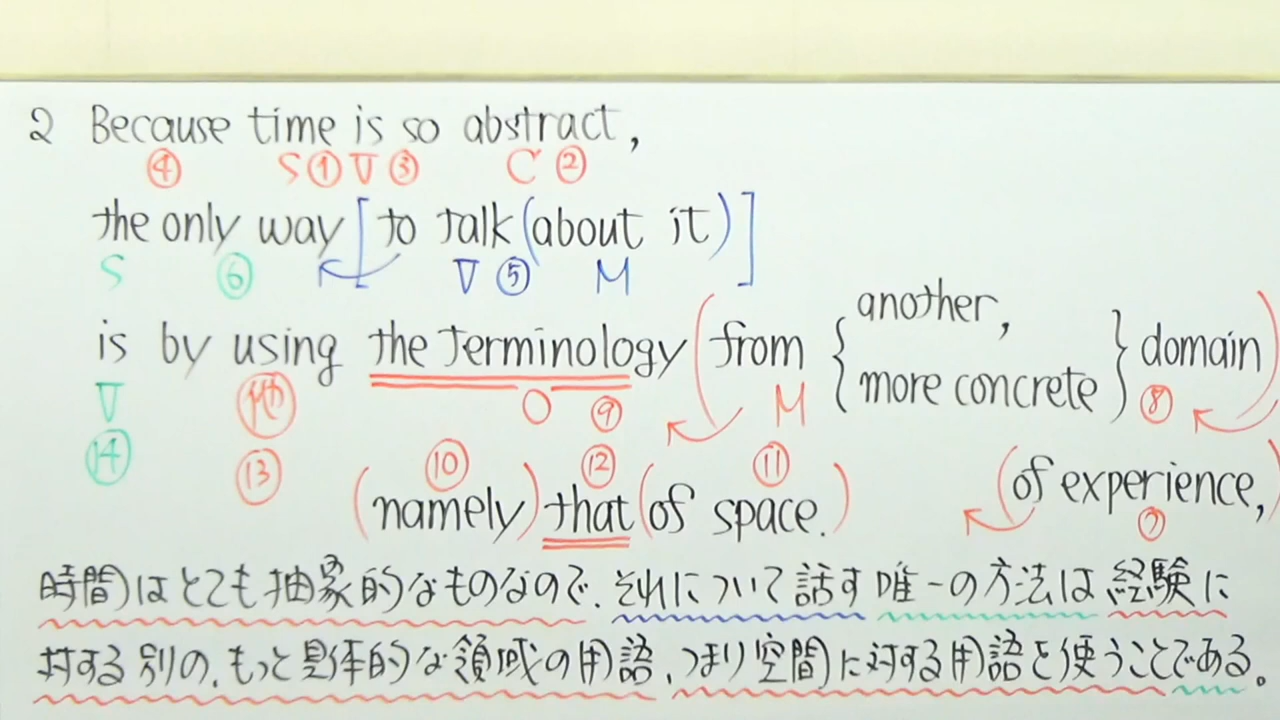 2 Because time is so abstract,
④ S ① V ③ C ②
the only way [to talk (about it)]
S ⑥ V ⑤ M
is by using the terminology (from { another, more concrete } domain)
V M O ⑨ M ⑧
⑭ ⑬ ⑩ ⑫ ⑪
(of experience,)
⑦
(namely) that (of space.)
時間はとても抽象的なものなので、それについて話す唯一の方法は経験に
対する別の、もっと具体的な領域の用語、つまり空間に対する用語を使うことである。